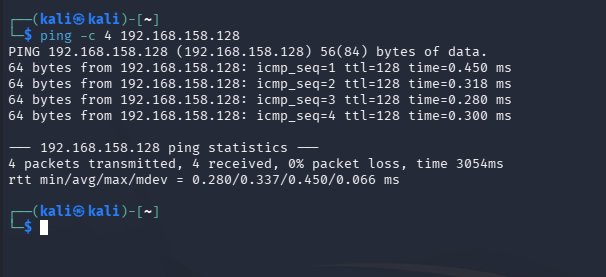 ┌──(kali㉿kali)-[~]
└─$ ping -c 4 192.168.158.128
PING 192.168.158.128 (192.168.158.128) 56(84) bytes of data.
64 bytes from 192.168.158.128: icmp_seq=1 ttl=128 time=0.450 ms
64 bytes from 192.168.158.128: icmp_seq=2 ttl=128 time=0.318 ms
64 bytes from 192.168.158.128: icmp_seq=3 ttl=128 time=0.280 ms
64 bytes from 192.168.158.128: icmp_seq=4 ttl=128 time=0.300 ms
--- 192.168.158.128 ping statistics ---
4 packets transmitted, 4 received, 0% packet loss, time 3054ms
rtt min/avg/max/mdev = 0.280/0.337/0.450/0.066 ms
┌──(kali㉿kali)-[~]
└─$